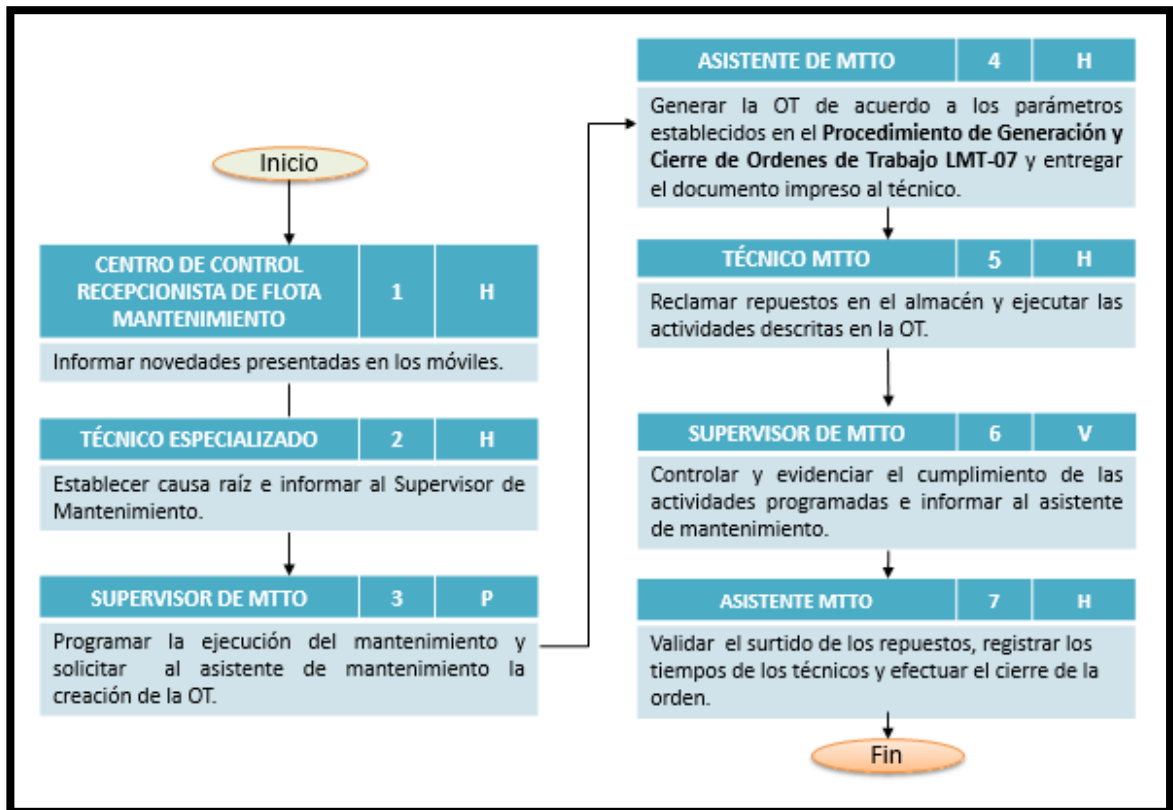 Inicio
CENTRO DE CONTROL
RECEPCIONISTA DE FLOTA
MANTENIMIENTO
1
H
Informar novedades presentadas en los móviles.
TÉCNICO ESPECIALIZADO
2
H
Establecer causa raíz e informar al Supervisor de
Mantenimiento.
SUPERVISOR DE MTTO
3
P
Programar la ejecución del mantenimiento y
solicitar al asistente de mantenimiento la
creación de la OT.
ASISTENTE DE MTTO
4
H
Generar la OT de acuerdo a los parámetros
establecidos en el Procedimiento de Generación y
Cierre de Ordenes de Trabajo LMT-07 y entregar
el documento impreso al técnico.
TÉCNICO MTTO
5
H
Reclamar repuestos en el almacén y ejecutar las
actividades descritas en la OT.
SUPERVISOR DE MTTO
6
V
Controlar y evidenciar el cumplimiento de las
actividades programadas e informar al asistente
de mantenimiento.
ASISTENTE MTTO
7
H
Validar el surtido de los repuestos, registrar los
tiempos de los técnicos y efectuar el cierre de la
orden.
Fin